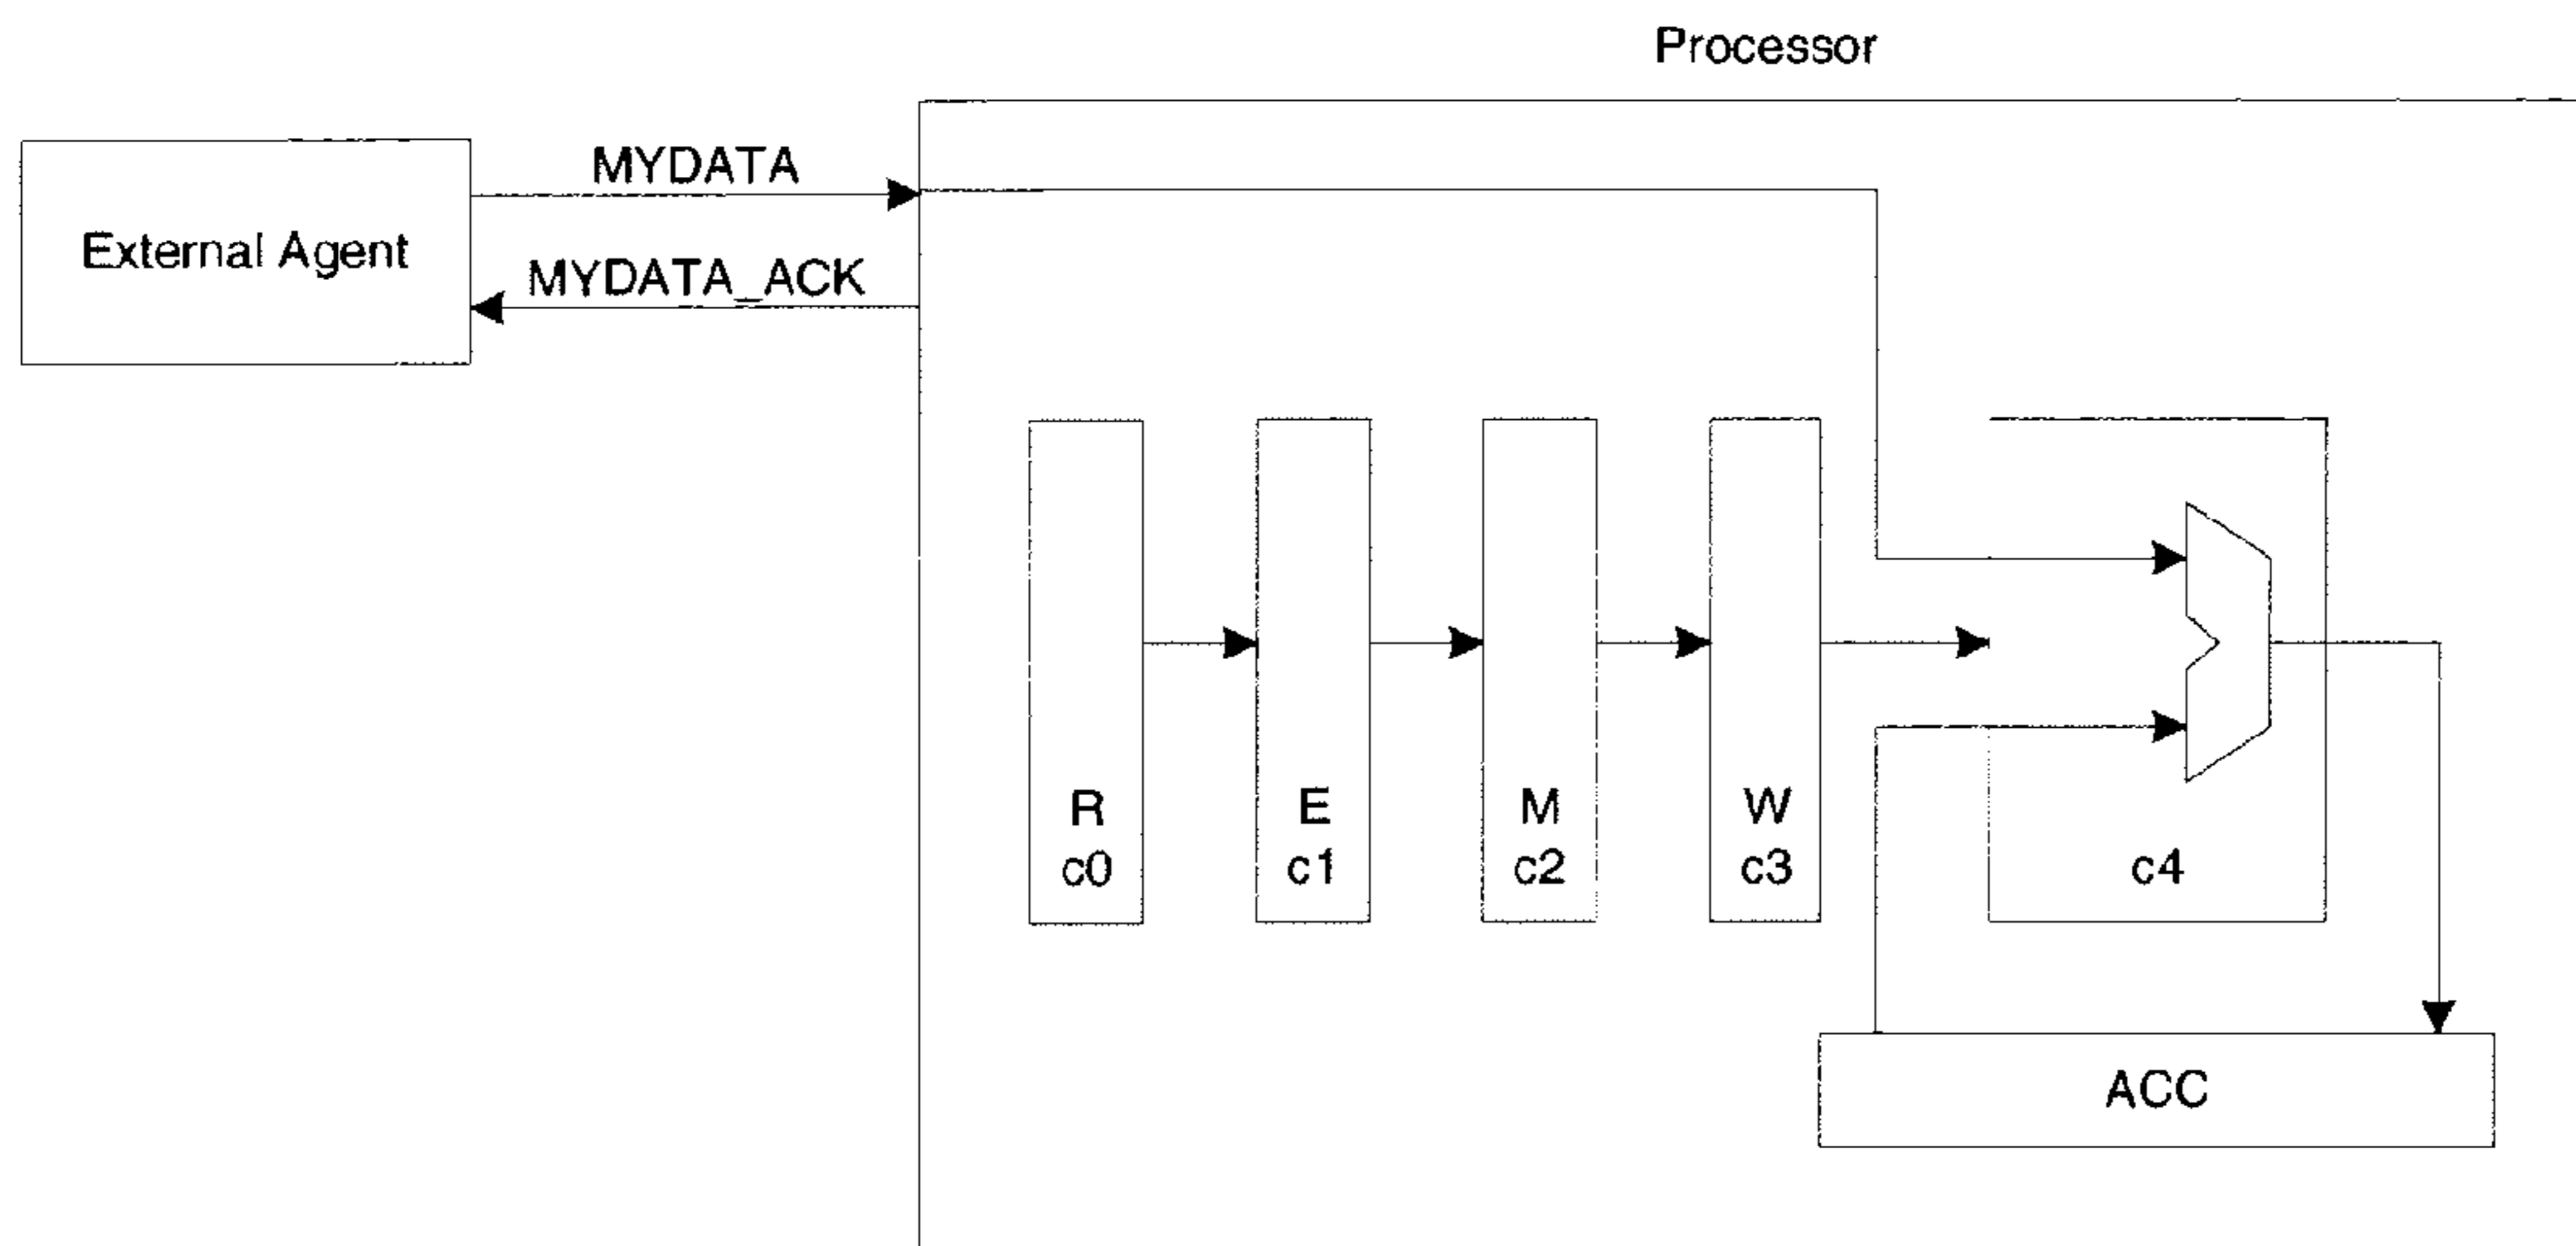 Processor
MYDATA
External Agent
MYDATA_ACK
R
c0
E
c1
M
c2
W
c3
c4
ACC